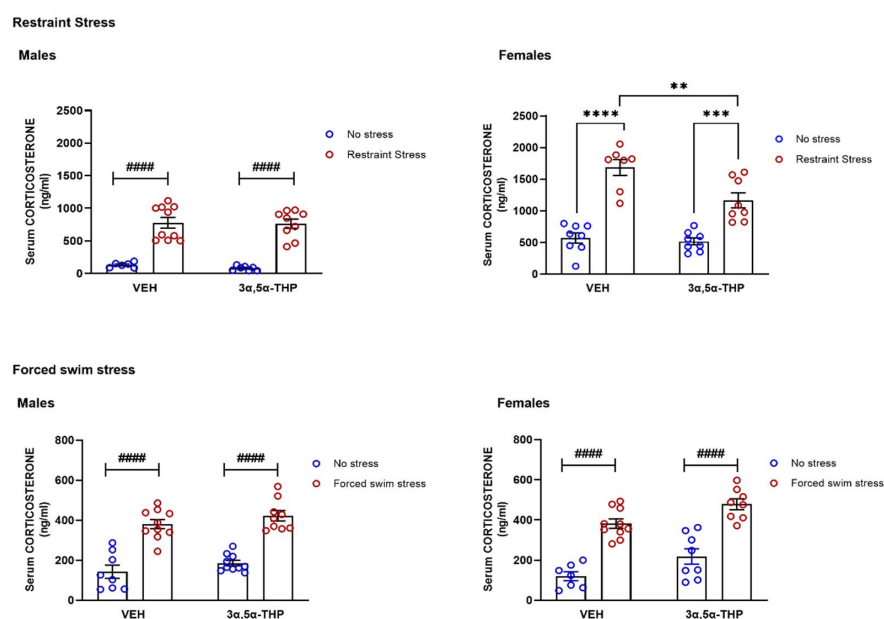 Restraint Stress
Males
Serum CORTICOSTERONE
(ng/ml)
2500
2000
1500
1000
500
0
####
####
VEH
3α,5α-THP
No stress
Restraint Stress
Females
Serum CORTICOSTERONE
(ng/ml)
2500
2000
1500
1000
500
0
**
****
***
VEH
3α,5α-THP
No stress
Restraint Stress
Forced swim stress
Males
Serum CORTICOSTERONE
(ng/ml)
800
600
400
200
0
####
####
VEH
3α,5α-THP
No stress
Forced swim stress
Females
Serum CORTICOSTERONE
(ng/ml)
800
600
400
200
0
####
####
VEH
3α,5α-THP
No stress
Forced swim stress